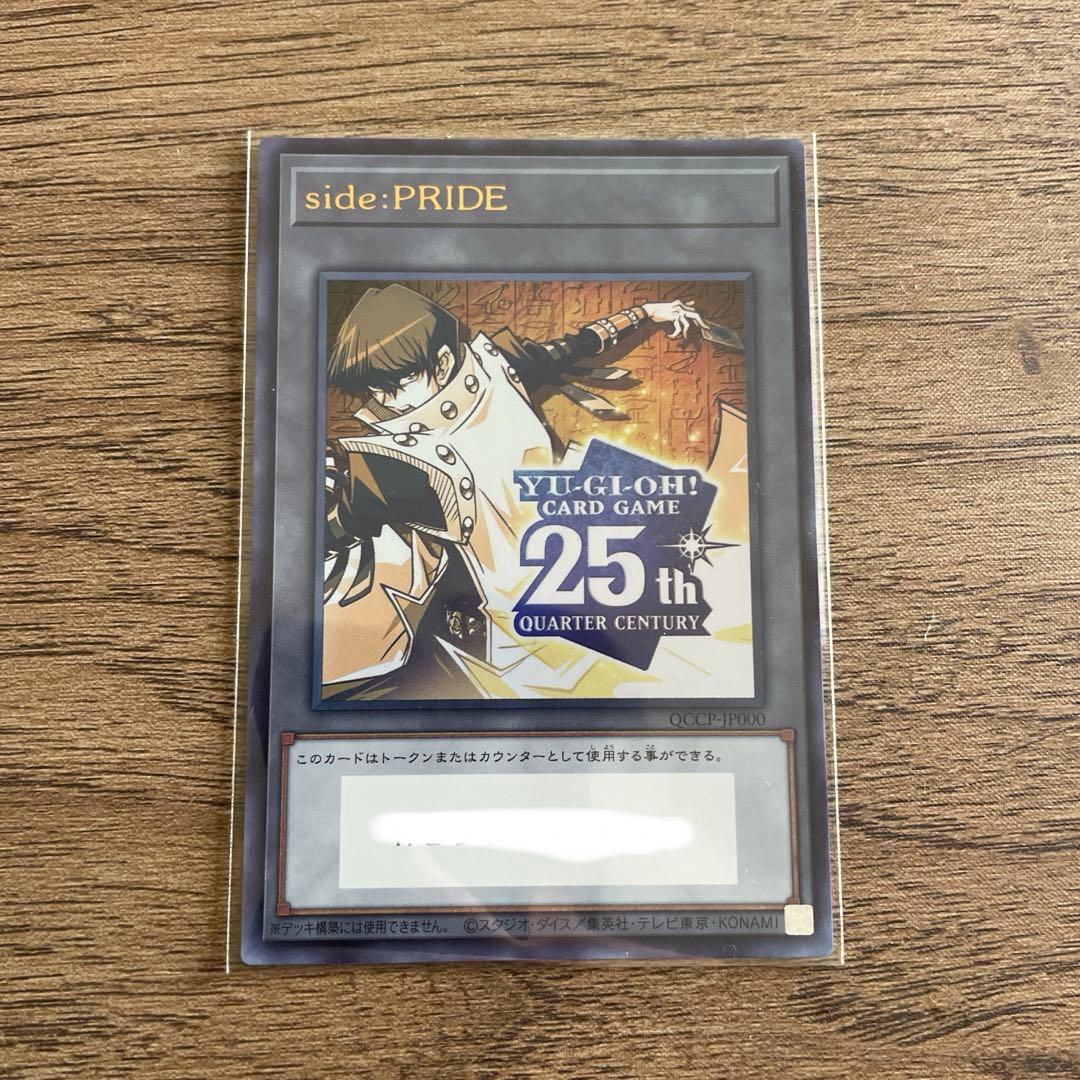 side:PRIDE
YU-GI-OH!
CARD GAME
25th
QUARTER CENTURY
QCCP-JP000
このカードはトークンまたはカウンターとして使用する事ができる。
※デッキ構築には使用できません。 ©スタジオ・ダイス／集英社・テレビ東京・KONAMI